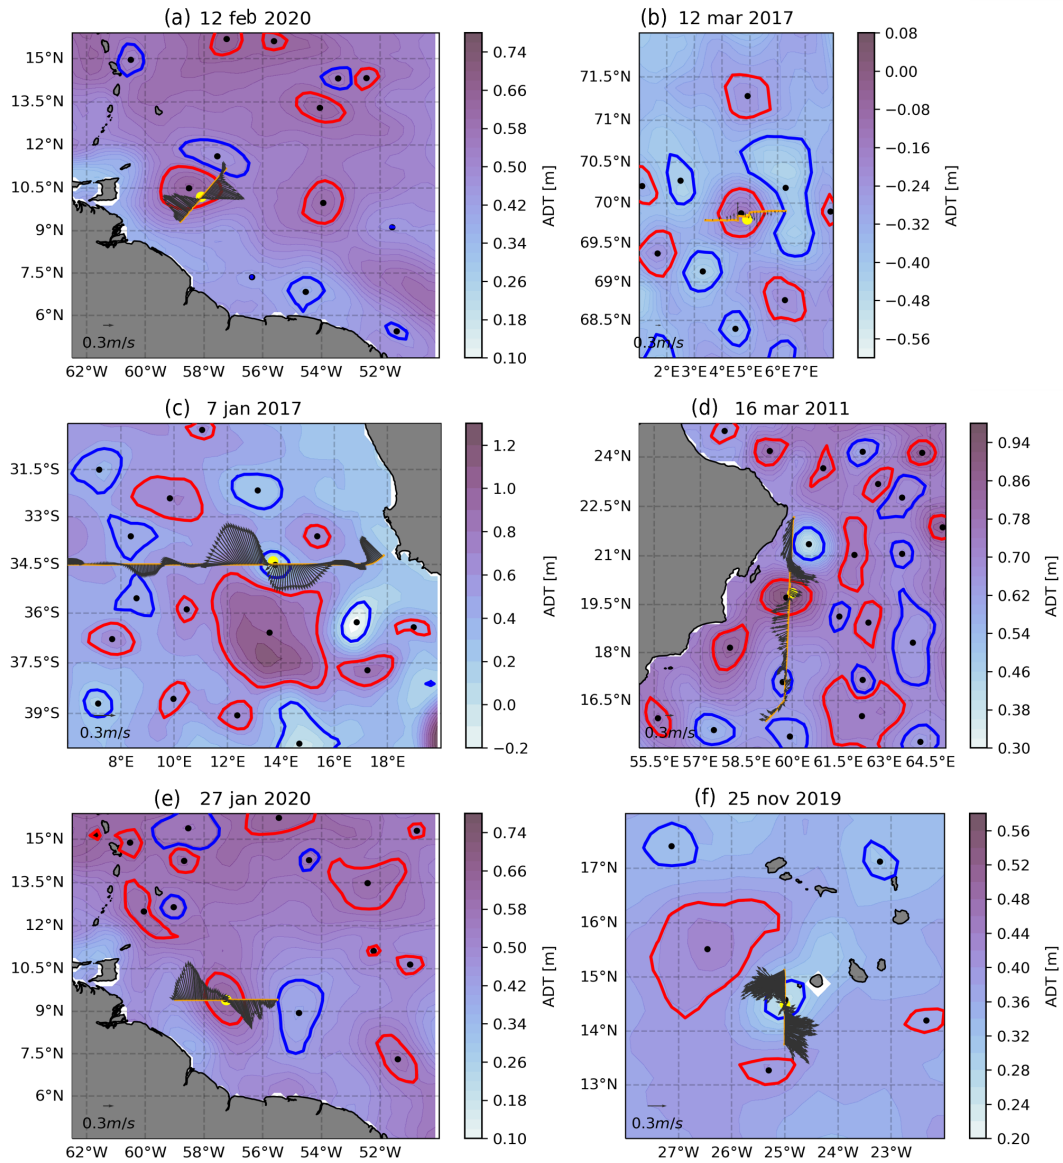 (a) 12 feb 2020
15°N
13.5°N
12°N
10.5°N
9°N
7.5°N
6°N
0.3m/s
62°W 60°W 58°W 56°W 54°W 52°W
0.74
0.66
0.58
0.50
0.42
0.34
0.26
0.18
0.10
ADT [m]
(b) 12 mar 2017
71.5°N
71°N
70.5°N
70°N
69.5°N
69°N
68.5°N
0.3m/s
2°E3°E4°E5°E6°E7°E
0.08
0.00
−0.08
−0.16
−0.24
−0.32
−0.40
−0.48
−0.56
ADT [m]
(c) 7 jan 2017
31.5°S
33°S
34.5°S
36°S
37.5°S
39°S
0.3m/s
8°E 10°E 12°E 14°E 16°E 18°E
1.2
1.0
0.8
0.6
0.4
0.2
0.0
−0.2
ADT [m]
(d) 16 mar 2011
24°N
22.5°N
21°N
19.5°N
18°N
16.5°N
0.3m/s
55.5°E 57°E 58.5°E 60°E 61.5°E 63°E 64.5°E
0.94
0.86
0.78
0.70
0.62
0.54
0.46
0.38
0.30
ADT [m]
(e) 27 jan 2020
15°N
13.5°N
12°N
10.5°N
9°N
7.5°N
6°N
0.3m/s
62°W 60°W 58°W 56°W 54°W 52°W
0.74
0.66
0.58
0.50
0.42
0.34
0.26
0.18
0.10
ADT [m]
(f) 25 nov 2019
17°N
16°N
15°N
14°N
13°N
0.3m/s
27°W 26°W 25°W 24°W 23°W
0.56
0.52
0.48
0.44
0.40
0.36
0.32
0.28
0.24
0.20
ADT [m]